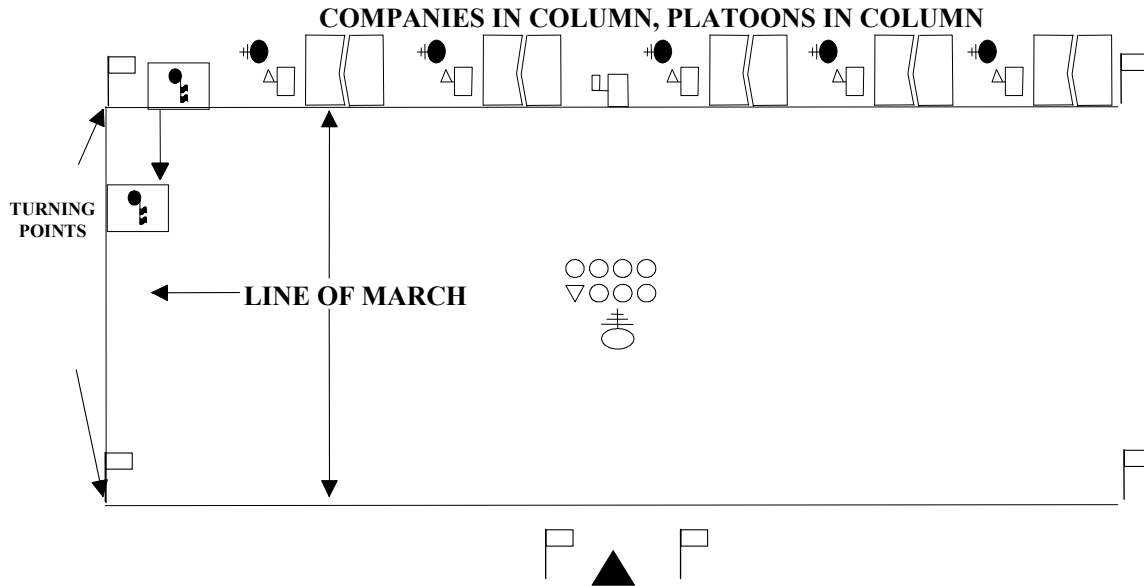 COMPANIES IN COLUMN, PLATOONS IN COLUMN
TURNING
POINTS
LINE OF MARCH